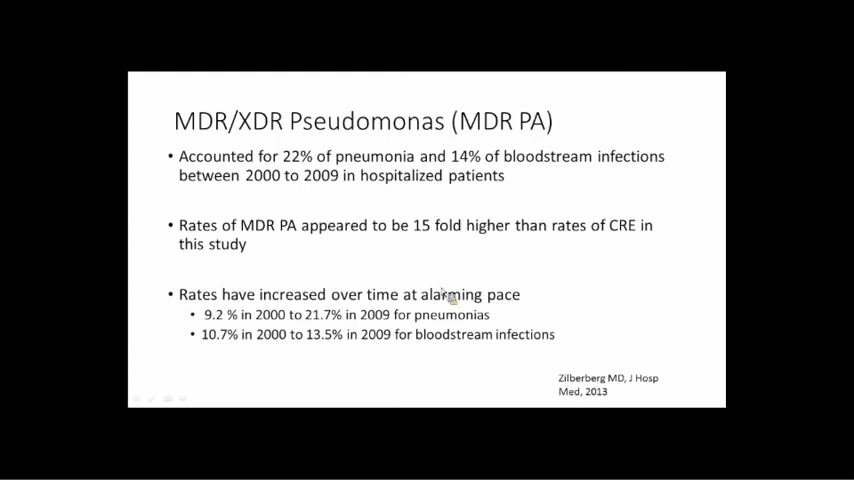 MDR/XDR Pseudomonas (MDR PA)
• Accounted for 22% of pneumonia and 14% of bloodstream infections
between 2000 to 2009 in hospitalized patients
• Rates of MDR PA appeared to be 15 fold higher than rates of CRE in
this study
• Rates have increased over time at alarming pace
• 9.2 % in 2000 to 21.7% in 2009 for pneumonias
• 10.7% in 2000 to 13.5% in 2009 for bloodstream infections
Zilberberg MD, J Hosp
Med, 2013